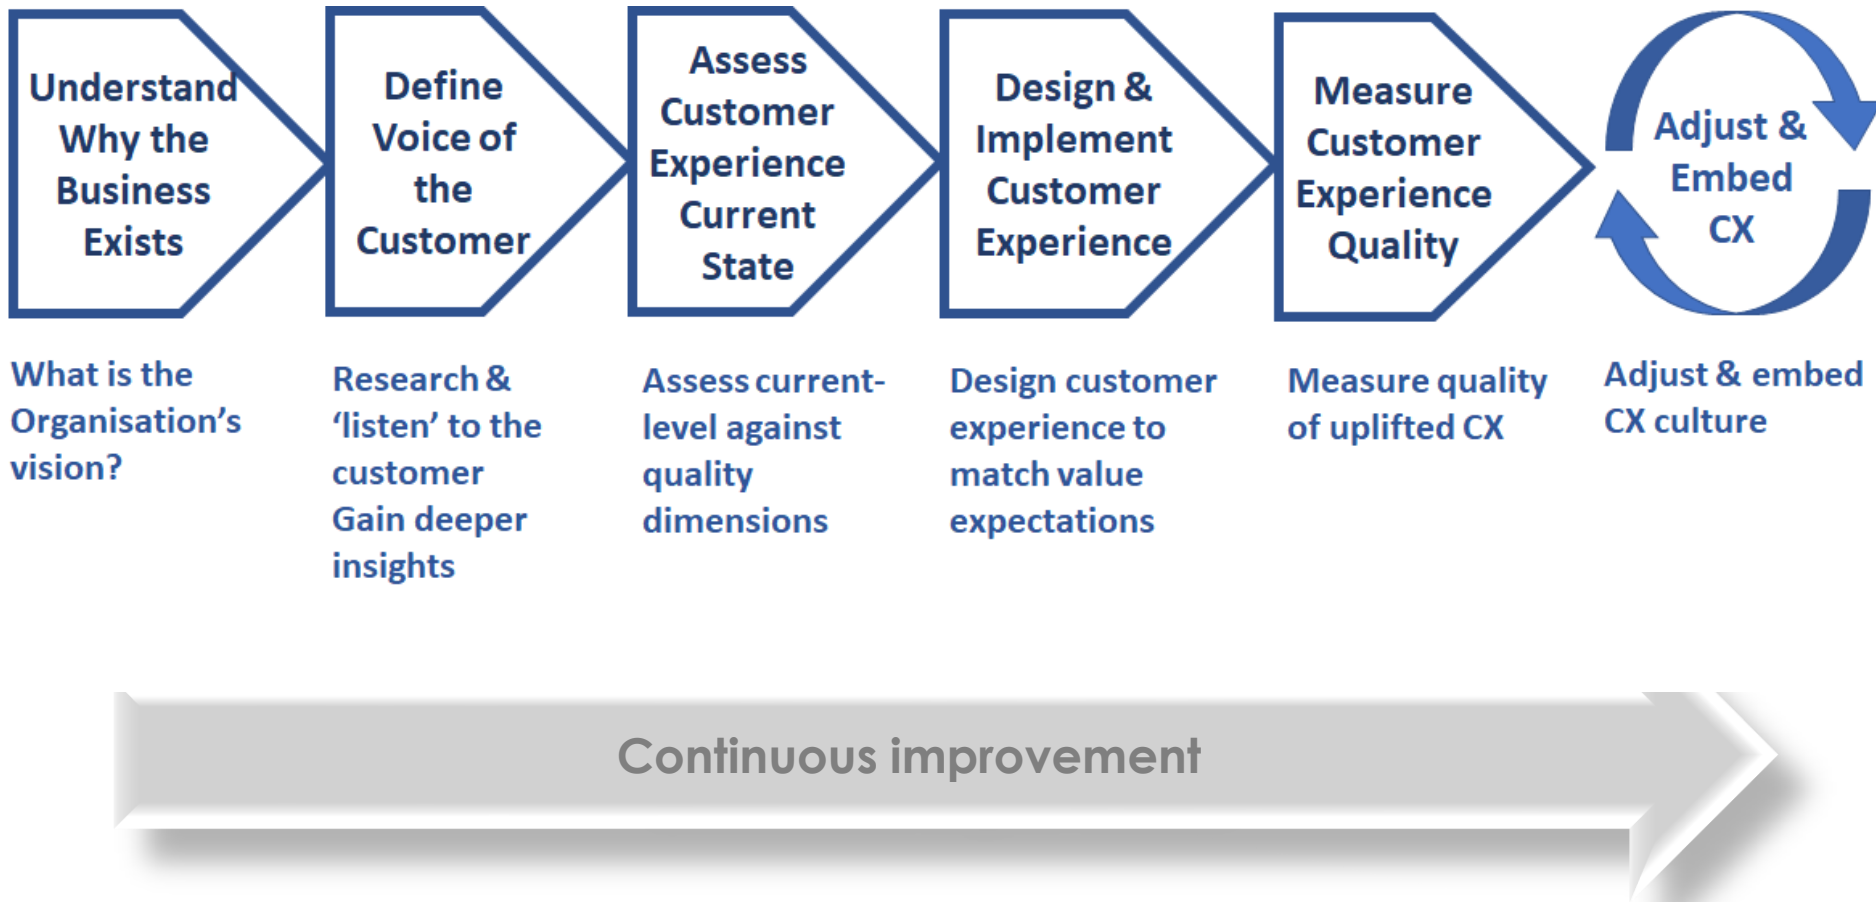 Understand
Why the
Business
Exists
Define
Voice of
the
Customer
Assess
Customer
Experience
Current
State
Design &
Implement
Customer
Experience
Measure
Customer
Experience
Quality
Adjust &
Embed
CX
What is the
Organisation’s
vision?
Research &
‘listen’ to the
customer
Gain deeper
insights
Assess current-
level against
quality
dimensions
Design customer
experience to
match value
expectations
Measure quality
of uplifted CX
Adjust & embed
CX culture
Continuous improvement